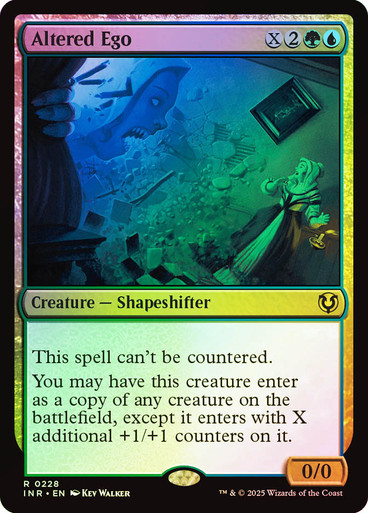 Altered Ego X2
Creature — Shapeshifter
This spell can't be countered.
You may have this creature enter
as a copy of any creature on the
battlefield, except it enters with X
additional +1/+1 counters on it.
0/0
R 0228
INR • EN Key Walker
™ & © 2025 Wizards of the Coast